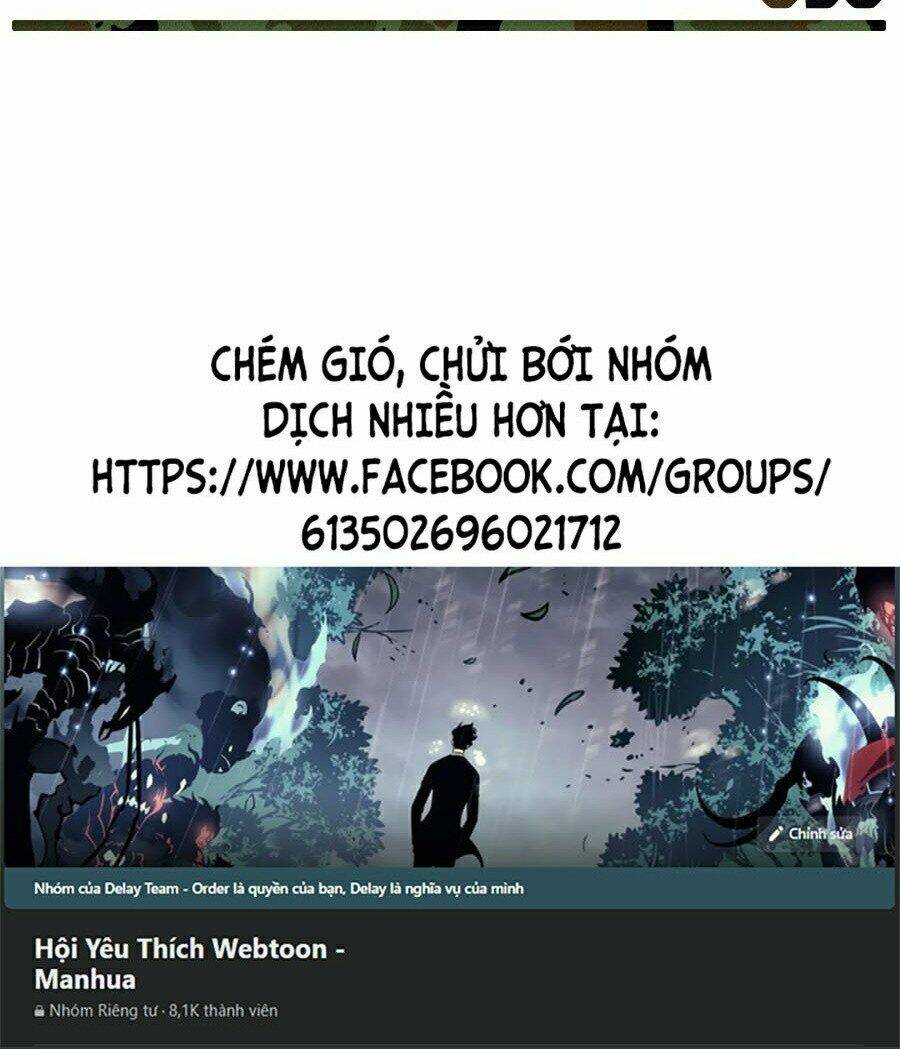 CHÉM GIÓ, CHỬI BỚI NHÓM
DỊCH NHIỀU HƠN TẠI:
HTTPS://WWW.FACEBOOK.COM/GROUPS/
613502696021712
Chỉnh sửa
Nhóm của Delay Team - Order là quyền của bạn, Delay là nghĩa vụ của mình
Hội Yêu Thích Webtoon -
Manhua
Nhóm Riêng tư · 8,1K thành viên